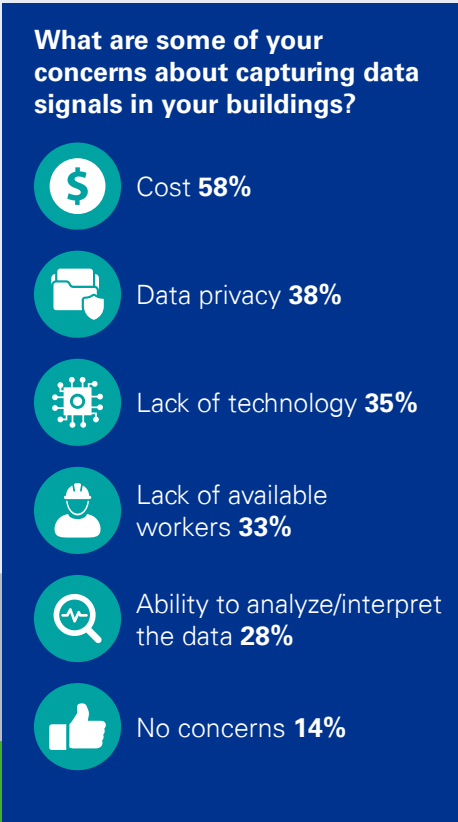 What are some of your
concerns about capturing data
signals in your buildings?
$
Cost 58%
Data privacy 38%
Lack of technology 35%
Lack of available
workers 33%
Ability to analyze/interpret
the data 28%
No concerns 14%